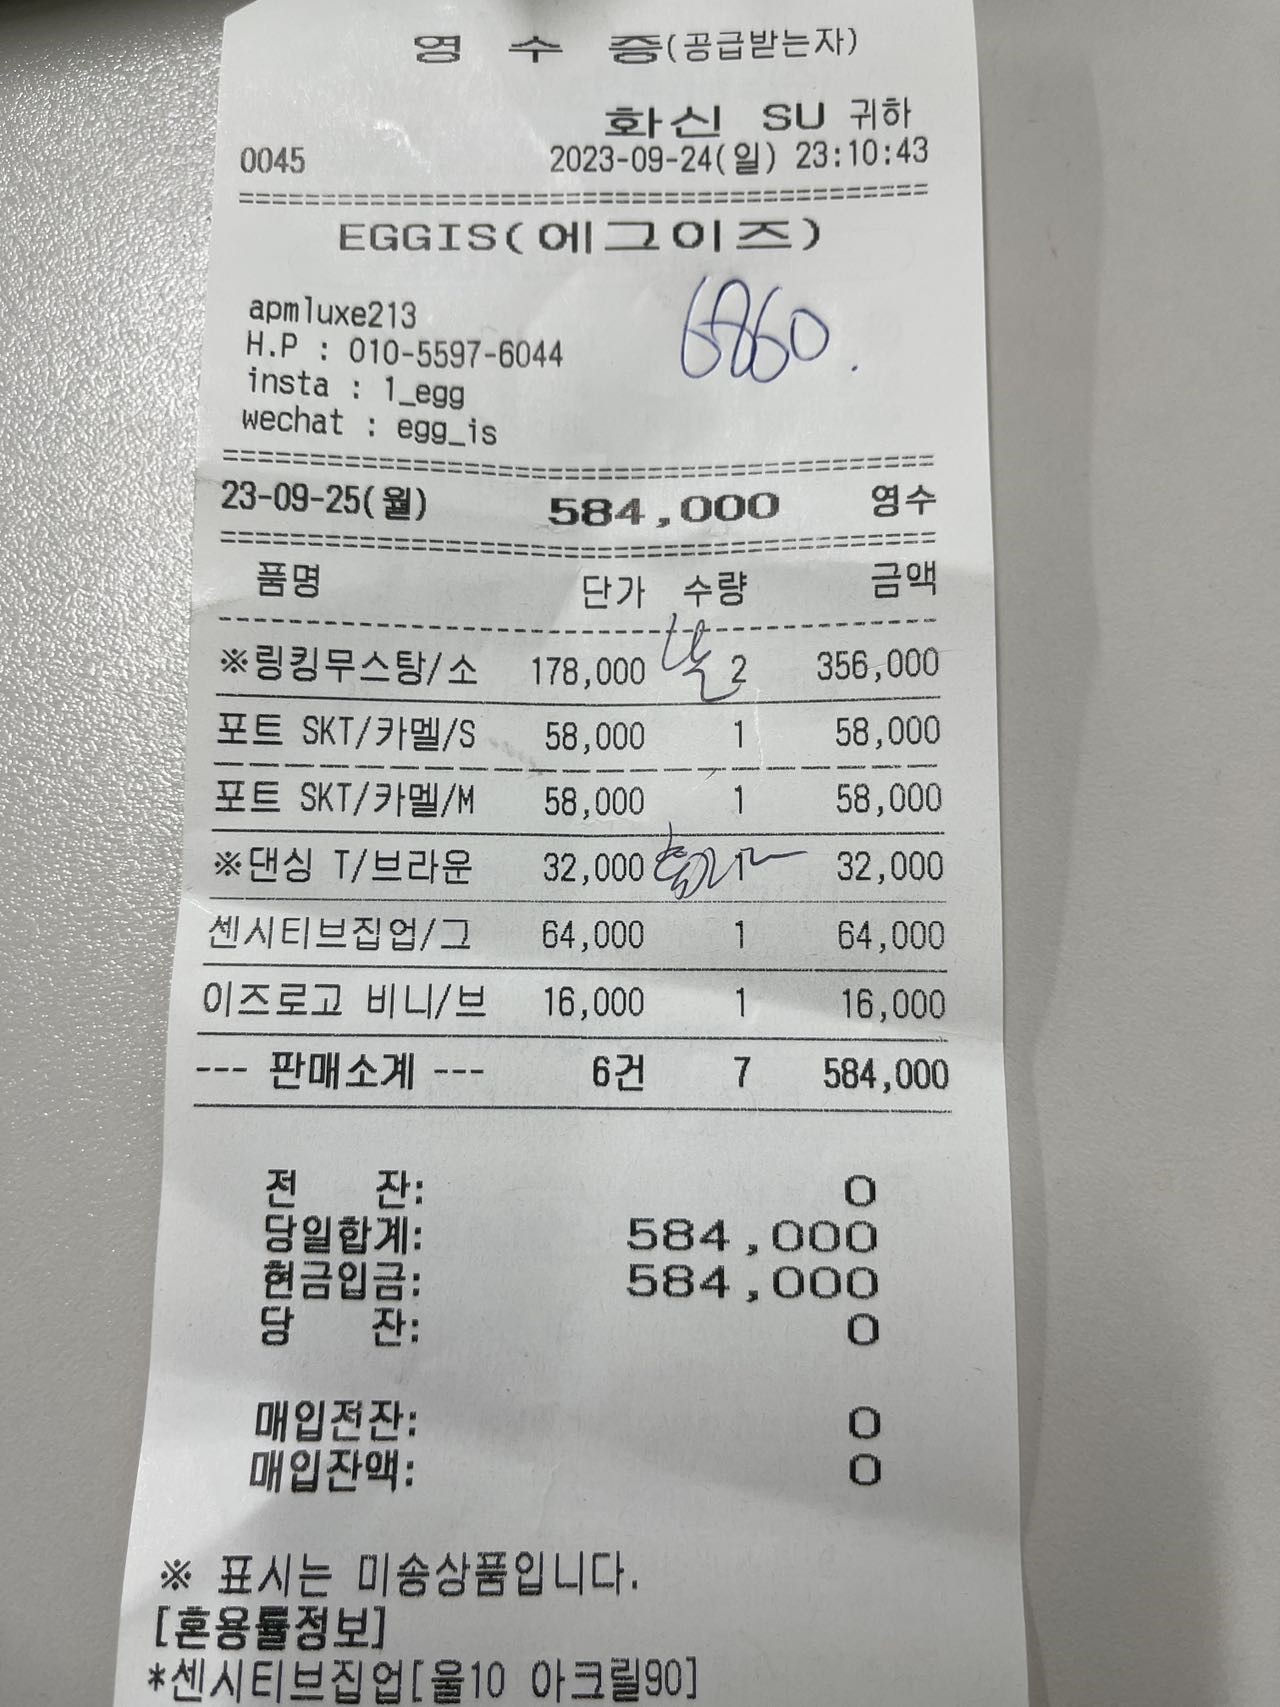 영 수 증(공급받는자)
화신 SU 귀하
0045 2023-09-24(일) 23:10:43
EGGIS(에그이즈)
apmluxe213
H.P : 010-5597-6044
insta : 1_egg
wechat : egg_is
23-09-25(월) 584,000 영수
품명 단가 수량 금액
※링킹무스탕/소 178,000 2 356,000
포트 SKT/카멜/S 58,000 1 58,000
포트 SKT/카멜/M 58,000 1 58,000
※댄싱 T/브라운 32,000 1 32,000
센시티브집업/그 64,000 1 64,000
이즈로고 비니/브 16,000 1 16,000
--- 판매소계 --- 6건 7 584,000
전 잔: 0
당일합계: 584,000
현금입금: 584,000
당 잔: 0
매입전잔: 0
매입잔액: 0
※ 표시는 미송상품입니다.
[혼용률정보]
*센시티브집업[울10 아크릴90]